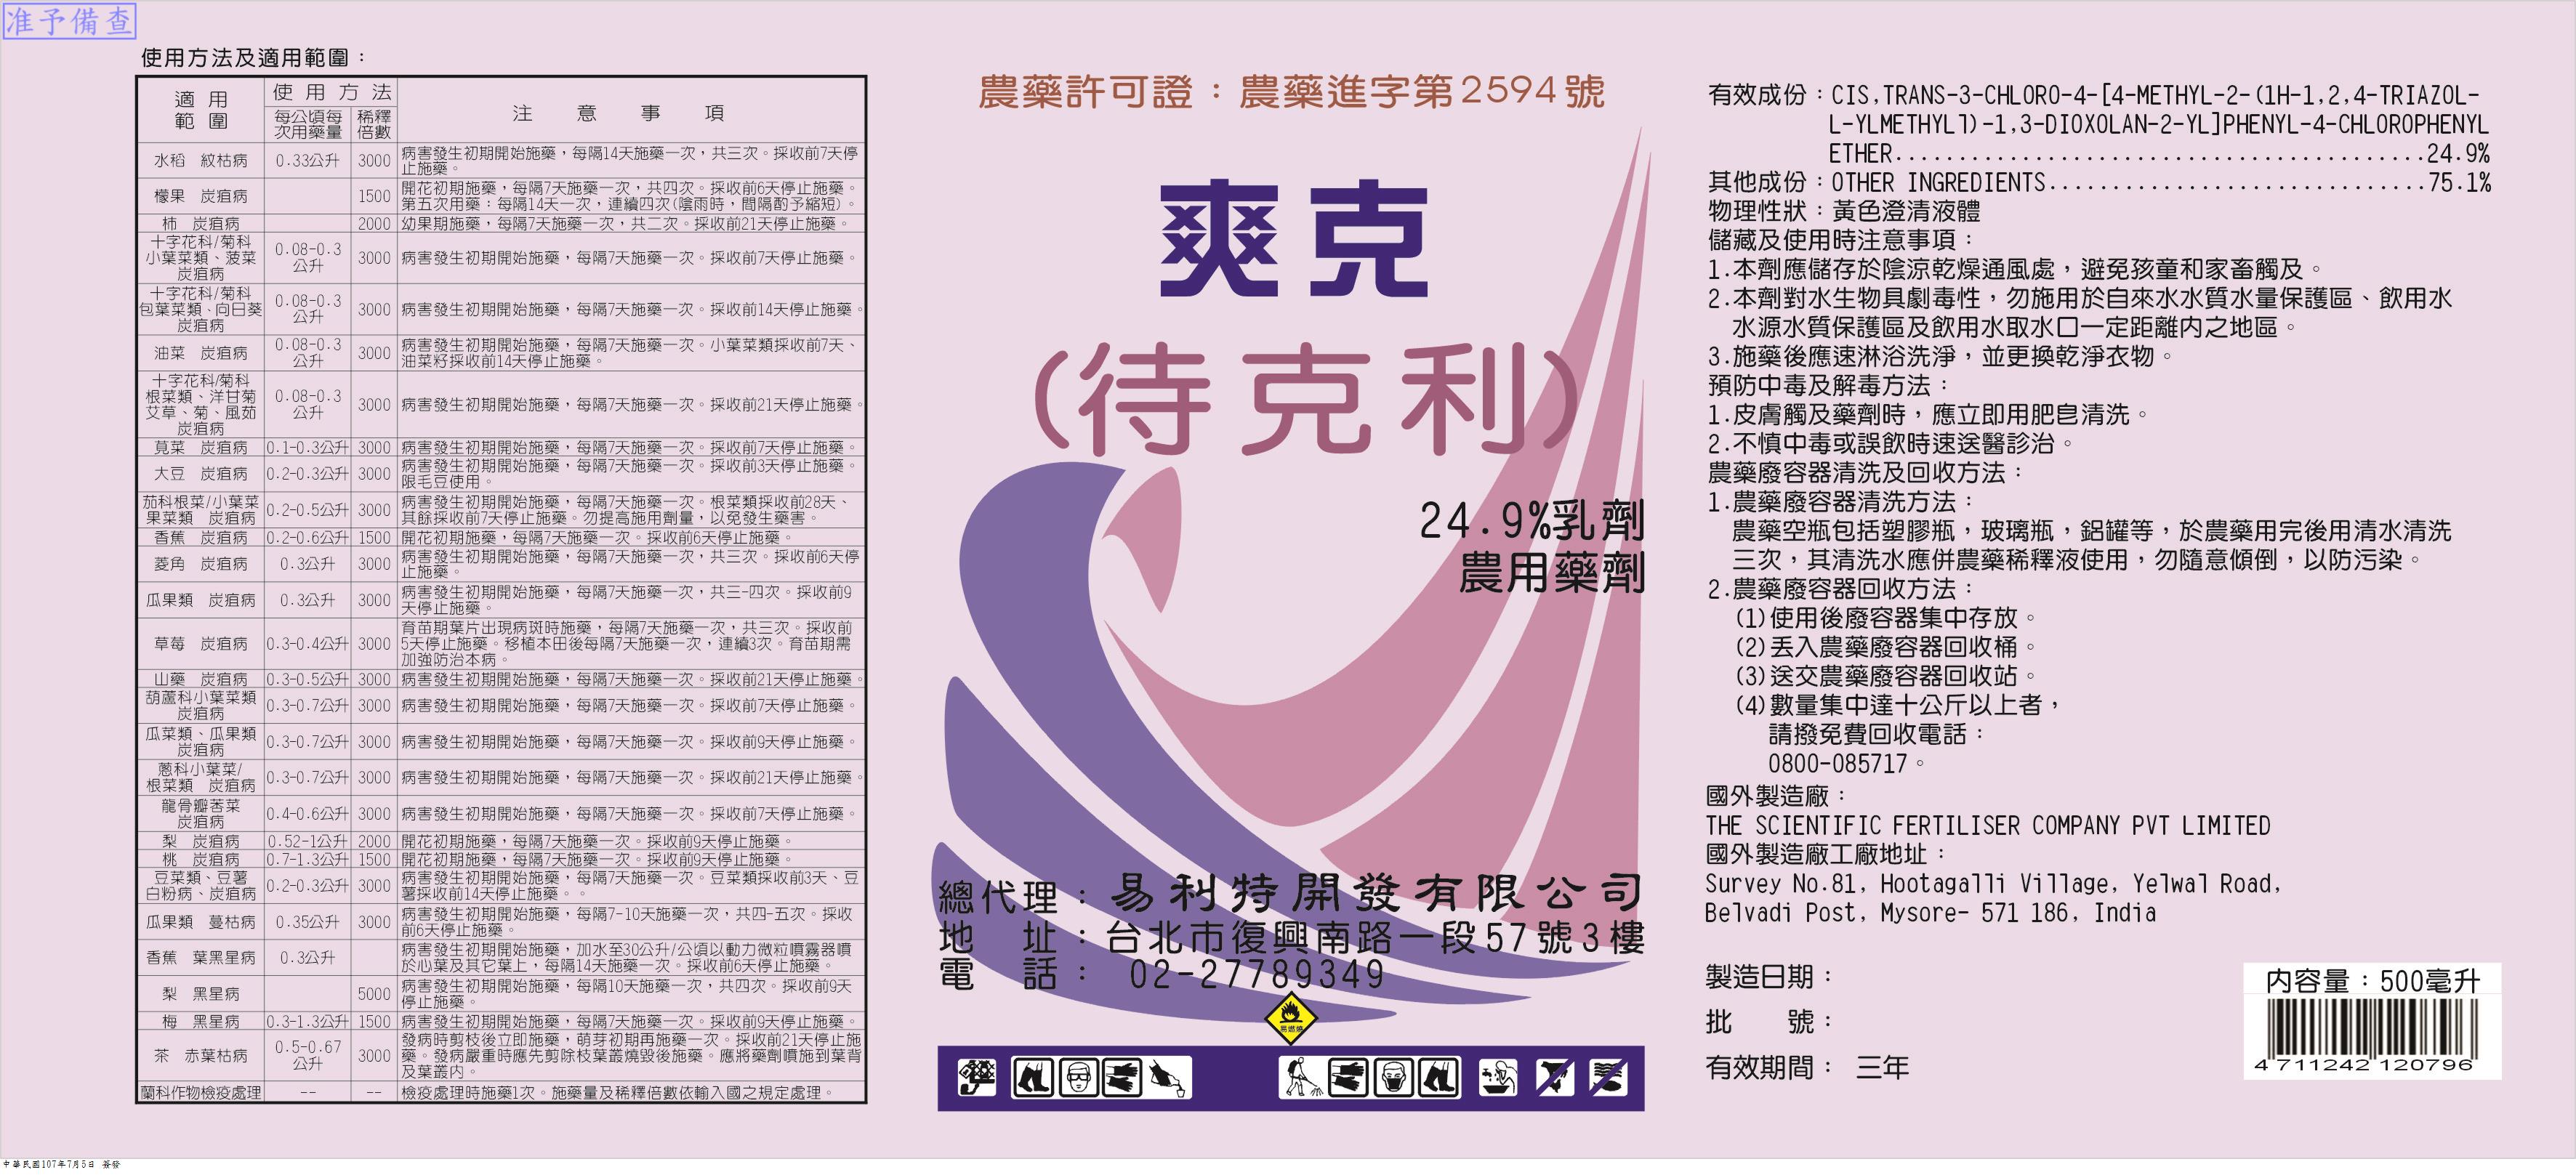 准予備查
使用方法及適用範圍：
適 用
範 圍
使 用 方 法
每公頃每
次用藥量
稀釋
倍數
注 意 事 項
水稻 紋枯病 0.33公升 3000 病害發生初期開始施藥，每隔14天施藥一次，共三次。採收前7天停
止施藥。
檬果 炭疽病 1500 開花初期施藥，每隔7天施藥一次，共四次。採收前6天停止施藥。
第五次用藥：每隔14天一次，連續四次(陰雨時，間隔酌予縮短)。
柿 炭疽病 2000 幼果期施藥，每隔7天施藥一次，共二次。採收前21天停止施藥。
十字花科/菊科
小葉菜類、菠菜
炭疽病
0.08-0.3
公升
3000 病害發生初期開始施藥，每隔7天施藥一次。採收前7天停止施藥。
十字花科/菊科
包葉菜類、向日葵
炭疽病
0.08-0.3
公升
3000 病害發生初期開始施藥，每隔7天施藥一次。採收前14天停止施藥。
油菜 炭疽病
0.08-0.3
公升
3000 病害發生初期開始施藥，每隔7天施藥一次。小葉菜類採收前7天、
油菜籽採收前14天停止施藥。
十字花科/菊科
根菜類、洋甘菊
艾草、菊、風茹
炭疽病
0.08-0.3
公升
3000 病害發生初期開始施藥，每隔7天施藥一次。採收前21天停止施藥。
莧菜 炭疽病 0.1-0.3公升 3000 病害發生初期開始施藥，每隔7天施藥一次。採收前7天停止施藥。
大豆 炭疽病 0.2-0.3公升 3000 病害發生初期開始施藥，每隔7天施藥一次。採收前3天停止施藥。
限毛豆使用。
茄科根菜/小葉菜
果菜類 炭疽病
0.2-0.5公升 3000 病害發生初期開始施藥，每隔7天施藥一次。根菜類採收前28天、
其餘採收前7天停止施藥。勿提高施用劑量，以免發生藥害。
香蕉 炭疽病 0.2-0.6公升 1500 開花初期施藥，每隔7天施藥一次。採收前6天停止施藥。
菱角 炭疽病 0.3公升 3000 病害發生初期開始施藥，每隔7天施藥一次，共三次。採收前6天停
止施藥。
瓜果類 炭疽病 0.3公升 3000 病害發生初期開始施藥，每隔7天施藥一次，共三-四次。採收前9
天停止施藥。
草莓 炭疽病 0.3-0.4公升 3000 育苗期葉片出現病斑時施藥，每隔7天施藥一次，共三次。採收前
5天停止施藥。移植本田後每隔7天施藥一次，連續3次。育苗期需
加強防治本病。
山藥 炭疽病 0.3-0.5公升 3000 病害發生初期開始施藥，每隔7天施藥一次。採收前21天停止施藥。
葫蘆科小葉菜類
炭疽病
0.3-0.7公升 3000 病害發生初期開始施藥，每隔7天施藥一次。採收前7天停止施藥。
瓜菜類、瓜果類
炭疽病
0.3-0.7公升 3000 病害發生初期開始施藥，每隔7天施藥一次。採收前9天停止施藥。
蔥科小葉菜/
根菜類 炭疽病
0.3-0.7公升 3000 病害發生初期開始施藥，每隔7天施藥一次。採收前21天停止施藥。
龍骨瓣莕菜
炭疽病
0.4-0.6公升 3000 病害發生初期開始施藥，每隔7天施藥一次。採收前7天停止施藥。
梨 炭疽病 0.52-1公升 2000 開花初期施藥，每隔7天施藥一次。採收前9天停止施藥。
桃 炭疽病 0.7-1.3公升 1500 開花初期施藥，每隔7天施藥一次。採收前9天停止施藥。
豆菜類、豆薯
白粉病、炭疽病
0.2-0.3公升 3000 病害發生初期開始施藥，每隔7天施藥一次。豆菜類採收前3天、豆
薯採收前14天停止施藥。。
瓜果類 蔓枯病 0.35公升 3000 病害發生初期開始施藥，每隔7-10天施藥一次，共四-五次。採收
前6天停止施藥。
香蕉 葉黑星病 0.3公升 病害發生初期開始施藥，加水至30公升/公頃以動力微粒噴霧器噴
於心葉及其它葉上，每隔14天施藥一次。採收前6天停止施藥。
梨 黑星病 5000 病害發生初期開始施藥，每隔10天施藥一次，共四次。採收前9天
停止施藥。
梅 黑星病 0.3-1.3公升 1500 病害發生初期開始施藥，每隔7天施藥一次。採收前9天停止施藥。
茶 赤葉枯病
0.5-0.67
公升
3000 發病時剪枝後立即施藥，萌芽初期再施藥一次。採收前21天停止施
藥。發病嚴重時應先剪除枝葉叢燒毀後施藥。應將藥劑噴施到葉背
及葉叢內。
蘭科作物檢疫處理 -- -- 檢疫處理時施藥1次。施藥量及稀釋倍數依輸入國之規定處理。
中華民國107年7月5日 簽發
農藥許可證：農藥進字第2594號
爽克
(待克利)
24.9%乳劑
農用藥劑
總代理：易利特開發有限公司
地 址：台北市復興南路一段57號3樓
電 話： 02-27789349
易燃燒
有效成份：CIS,TRANS-3-CHLORO-4-[4-METHYL-2-(1H-1,2,4-TRIAZOL-
L-YLMETHYL1)-1,3-DIOXOLAN-2-YL]PHENYL-4-CHLOROPHENYL
ETHER..........................................24.9%
其他成份：OTHER INGREDIENTS..............................75.1%
物理性狀：黃色澄清液體
儲藏及使用時注意事項：
1.本劑應儲存於陰涼乾燥通風處，避免孩童和家畜觸及。
2.本劑對水生物具劇毒性，勿施用於自來水水質水量保護區、飲用水
水源水質保護區及飲用水取水口一定距離內之地區。
3.施藥後應速淋浴洗淨，並更換乾淨衣物。
預防中毒及解毒方法：
1.皮膚觸及藥劑時，應立即用肥皂清洗。
2.不慎中毒或誤飲時速送醫診治。
農藥廢容器清洗及回收方法：
1.農藥廢容器清洗方法：
農藥空瓶包括塑膠瓶，玻璃瓶，鋁罐等，於農藥用完後用清水清洗
三次，其清洗水應併農藥稀釋液使用，勿隨意傾倒，以防污染。
2.農藥廢容器回收方法：
(1)使用後廢容器集中存放。
(2)丟入農藥廢容器回收桶。
(3)送交農藥廢容器回收站。
(4)數量集中達十公斤以上者，
請撥免費回收電話：
0800-085717。
國外製造廠：
THE SCIENTIFIC FERTILISER COMPANY PVT LIMITED
國外製造廠工廠地址：
Survey No.81, Hootagalli Village, Yelwal Road,
Belvadi Post, Mysore- 571 186, India
製造日期：
批 號：
有效期間： 三年
內容量：500毫升
4 711242 120796